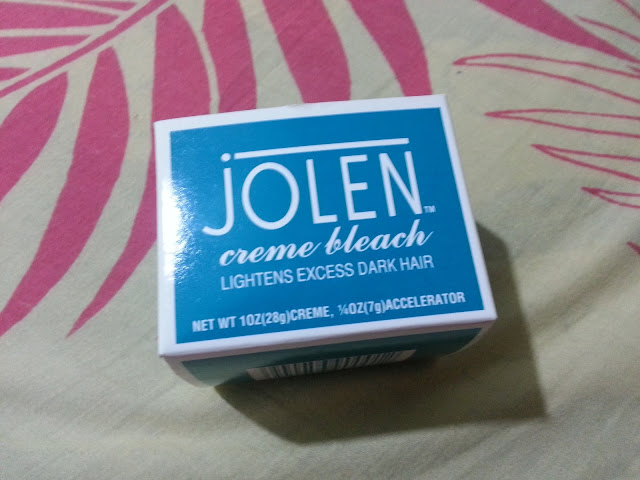 JOLEN™
creme bleach
LIGHTENS EXCESS DARK HAIR
NET WT 1OZ(28g)CREME, ¼OZ(7g)ACCELERATOR